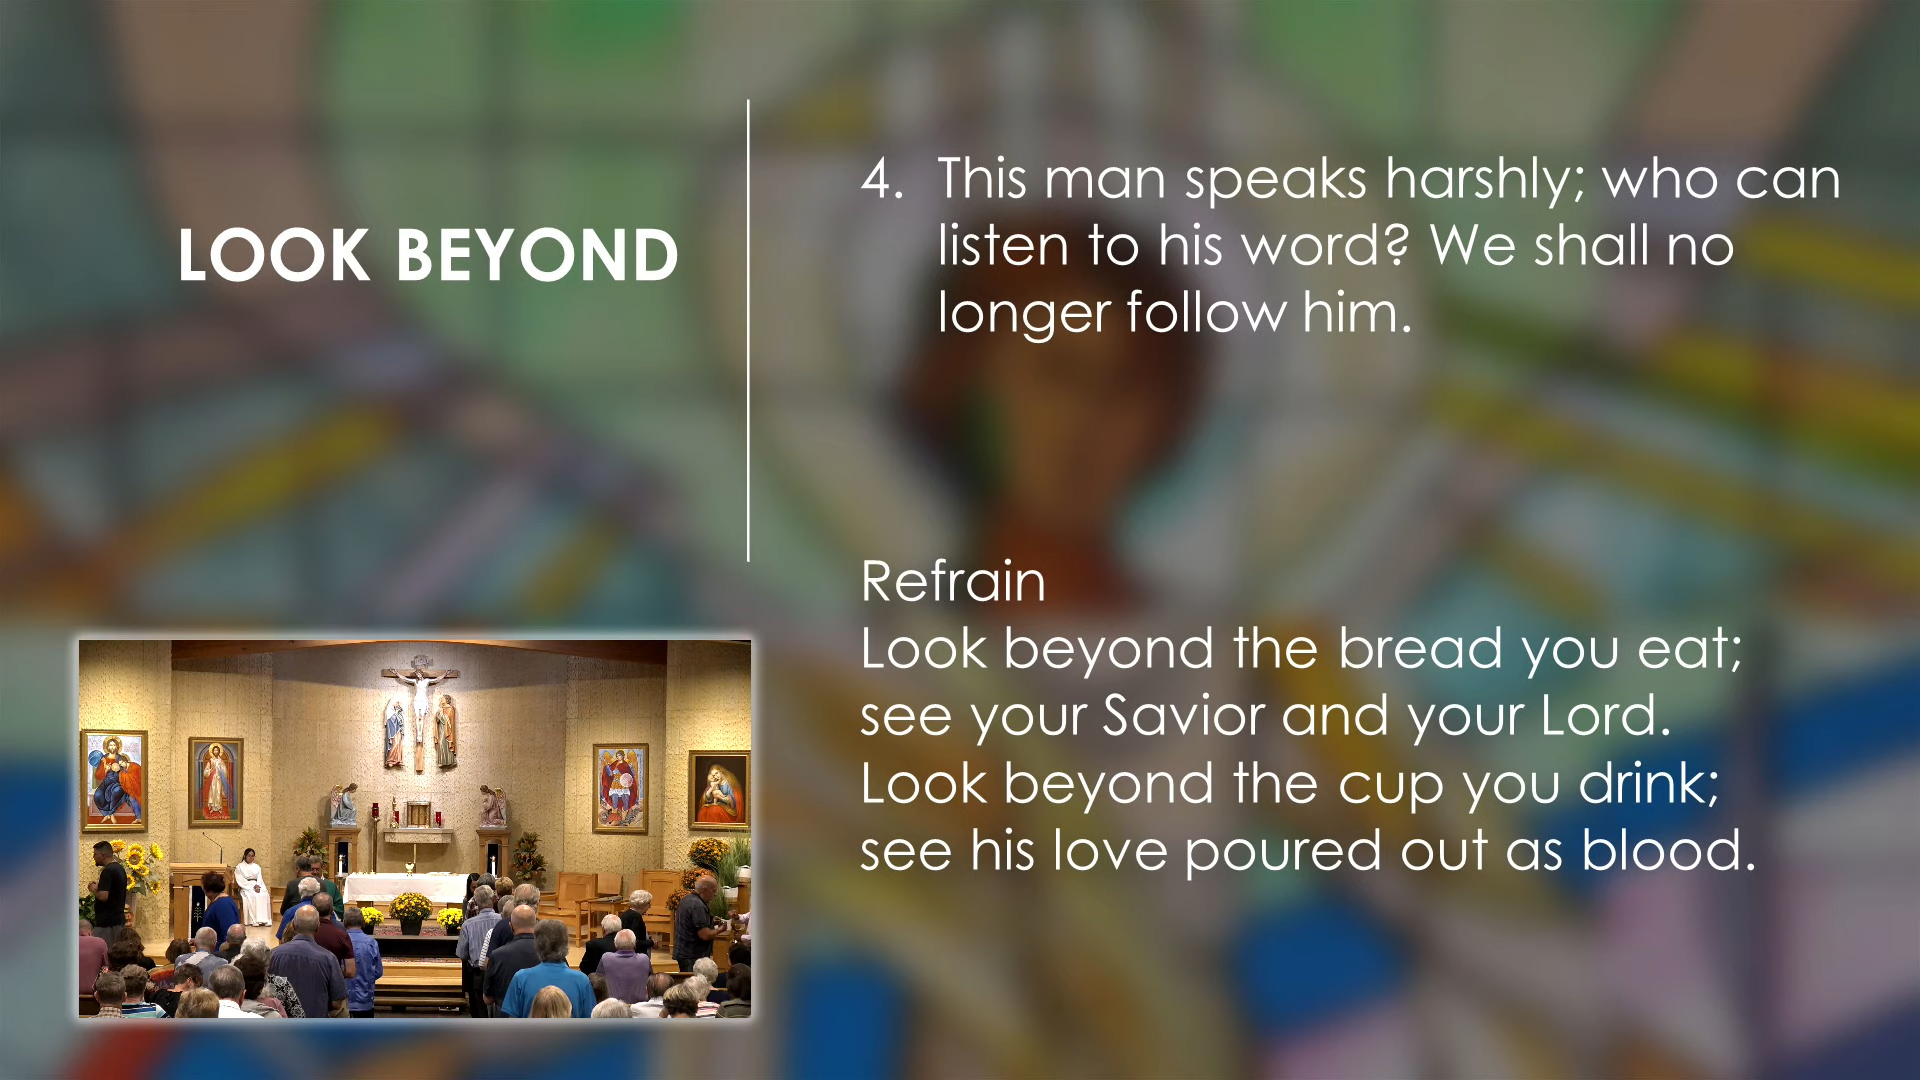 LOOK BEYOND
4. This man speaks harshly; who can
listen to his word? We shall no
longer follow him.
Refrain
Look beyond the bread you eat;
see your Savior and your Lord.
Look beyond the cup you drink;
see his love poured out as blood.